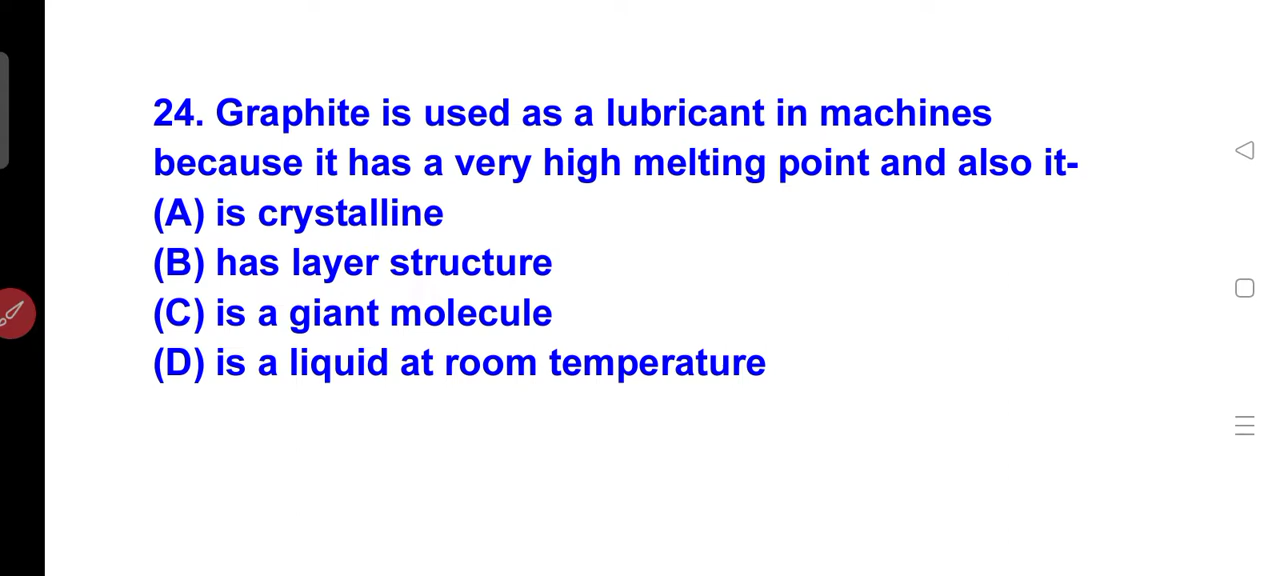 24. Graphite is used as a lubricant in machines
because it has a very high melting point and also it-
(A) is crystalline
(B) has layer structure
(C) is a giant molecule
(D) is a liquid at room temperature